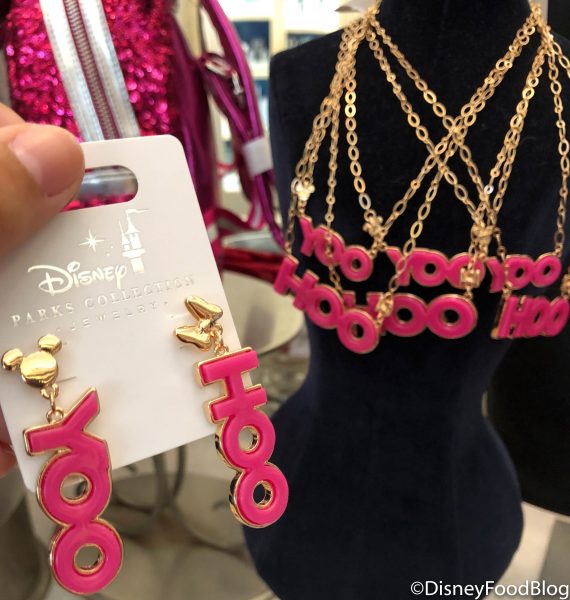 Disney
PARKS COLLECTION
JEWELRY
YOO
HOO
YOO YOO YOO
HOO HOO HOO
©DisneyFoodBlog